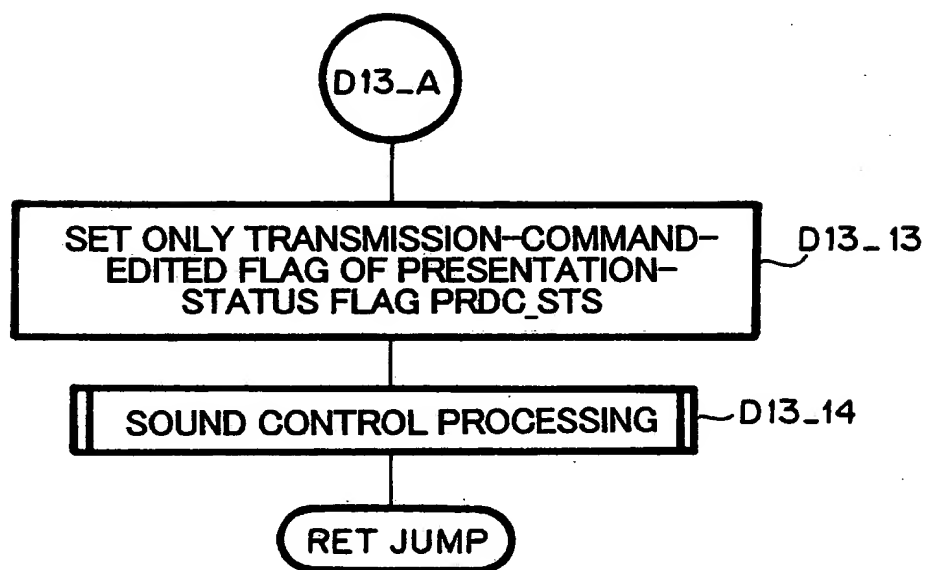 D13_A
SET ONLY TRANSMISSION-COMMAND-
EDITED FLAG OF PRESENTATION-
STATUS FLAG PRDC_STS
D13_13
SOUND CONTROL PROCESSING
D13_14
RET JUMP